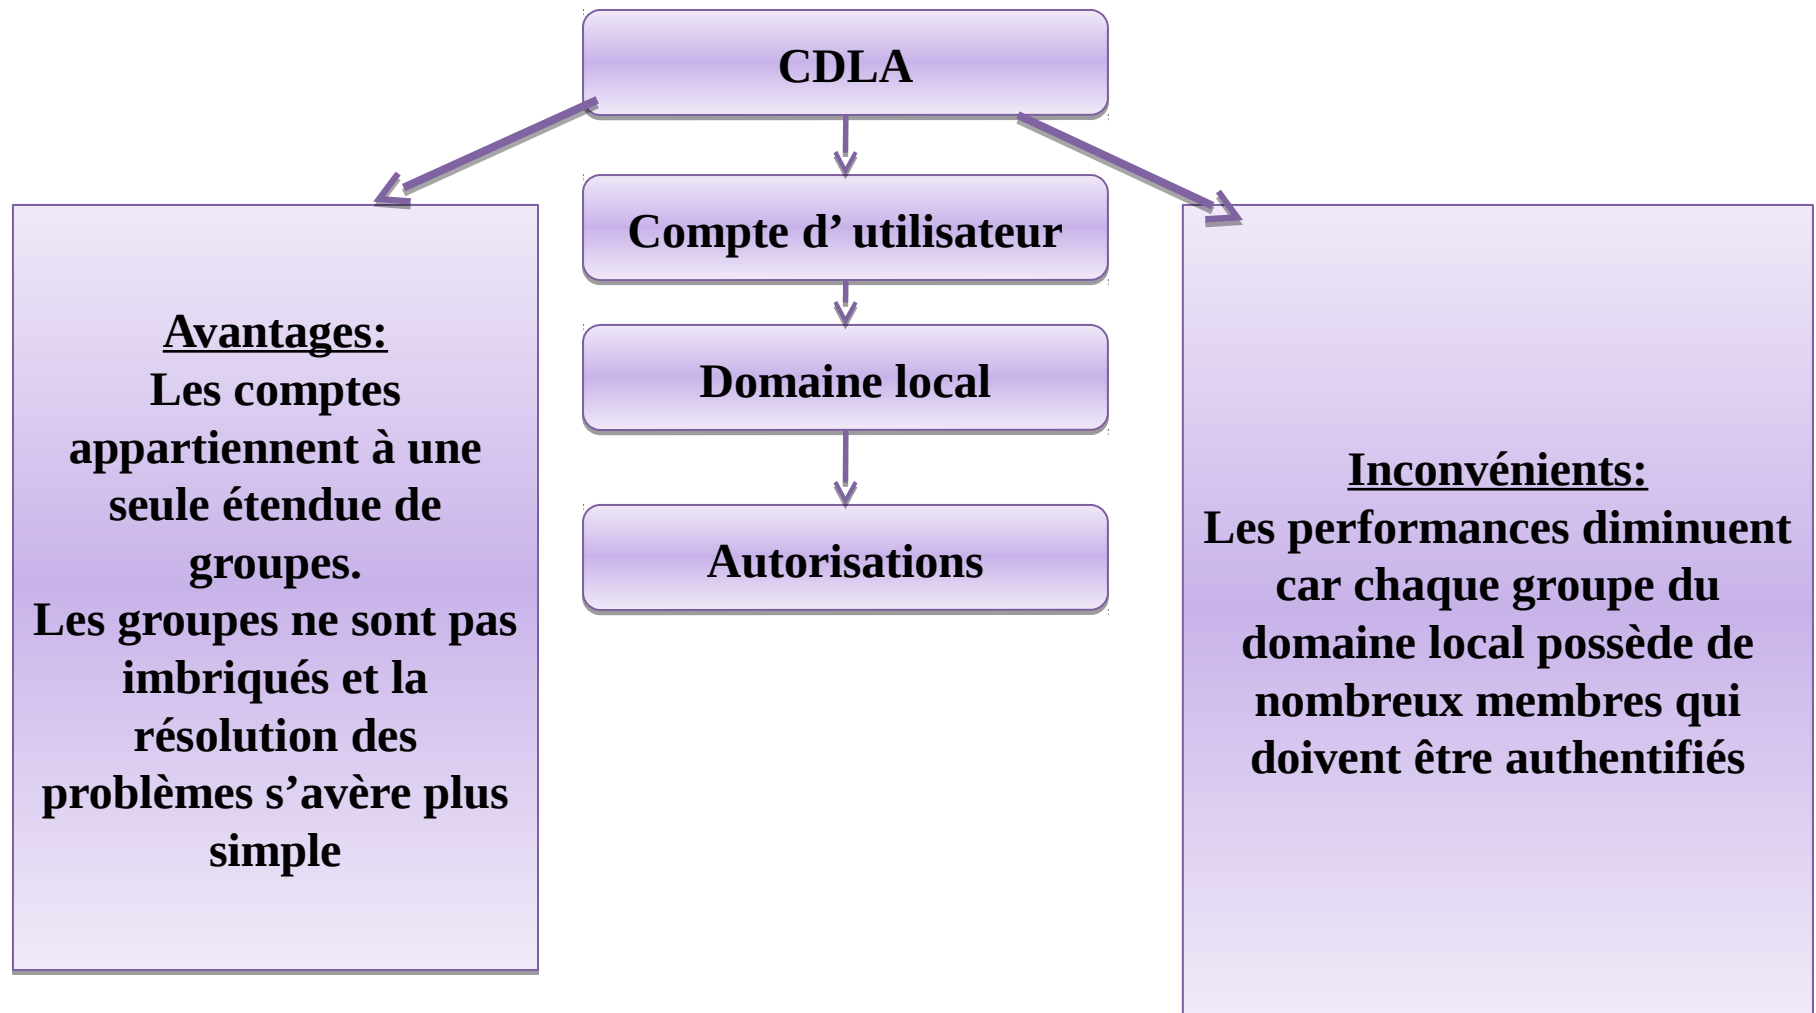 CDLA
Compte d’ utilisateur
Domaine local
Autorisations
Avantages:
Les comptes
appartiennent à une
seule étendue de
groupes.
Les groupes ne sont pas
imbriqués et la
résolution des
problèmes s’avère plus
simple
Inconvénients:
Les performances diminuent
car chaque groupe du
domaine local possède de
nombreux membres qui
doivent être authentifiés